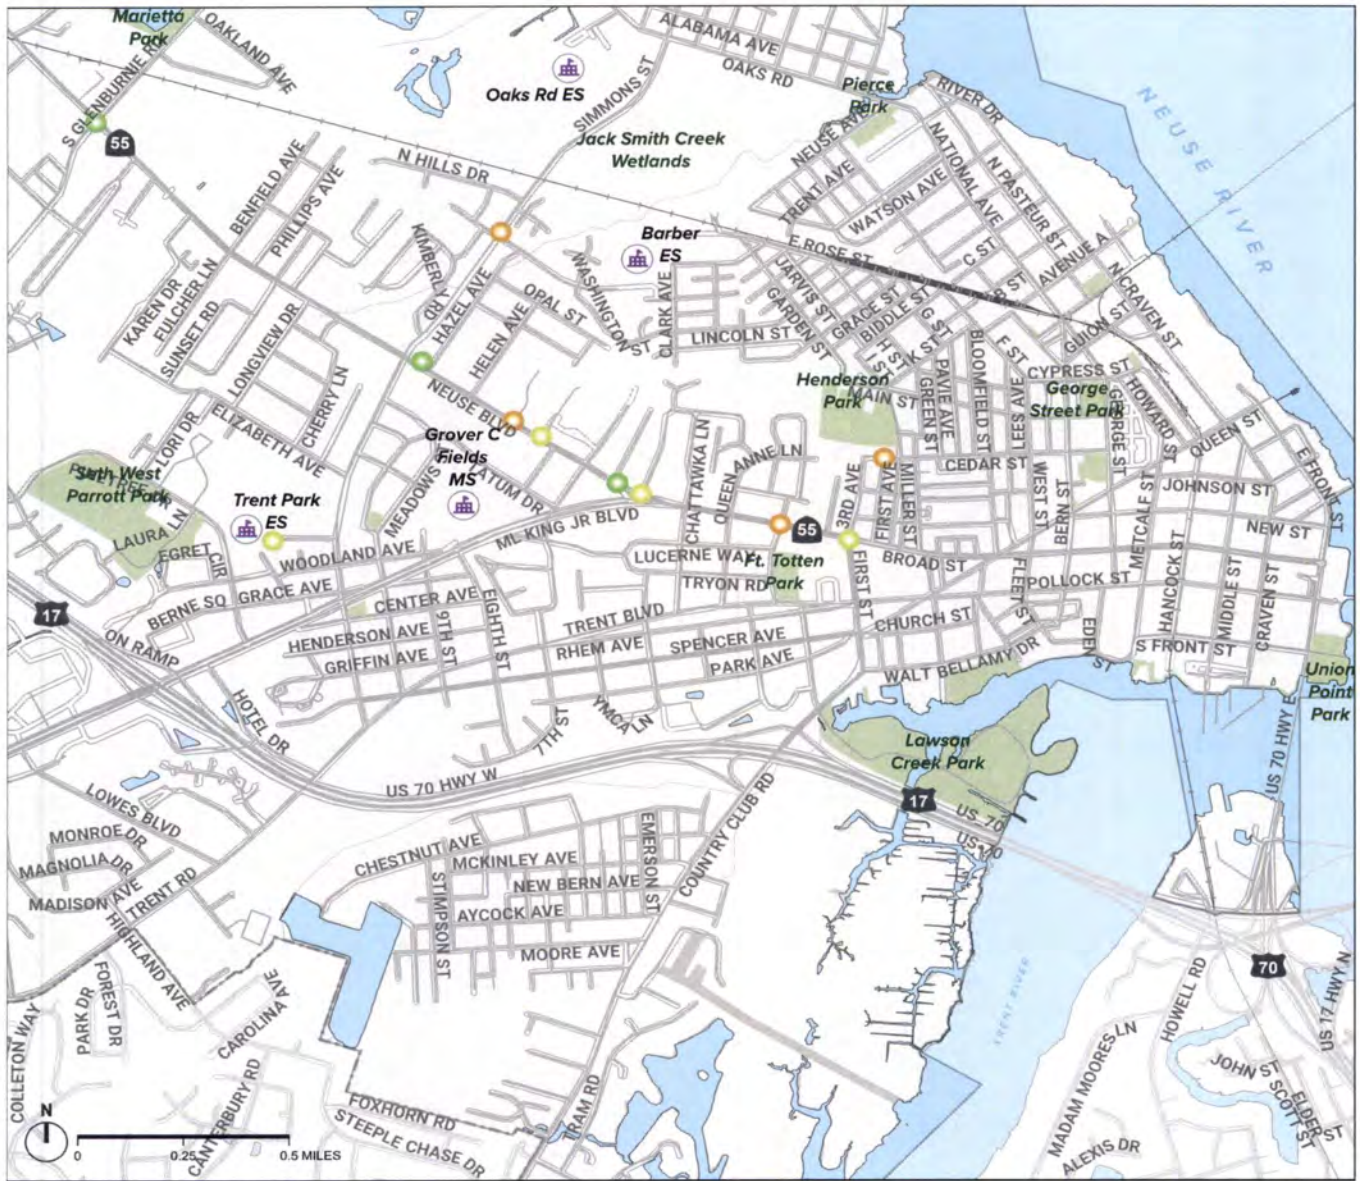 Marietta
Park
OAKLAND AVE
S GLENBURNIE RD
55
ALABAMA AVE
OAKS RD
Oaks Rd ES
SIMMONS ST
Pierce
Park
RIVER DR
NEUSE RIVER
Jack Smith Creek
Wetlands
NEUSE AVE
NATIONAL AVE
N PASTEUR ST
N HILLS DR
TRENT AVE
WATSON AVE
BENFIELD AVE
PHILLIPS AVE
KIMBERLY RD
Barber
ES
E ROSE ST
C ST
B ST
AVENUE A
N CRAVEN ST
WASHINGTON ST
OPAL ST
CLARK AVE
JARVIS ST
GARDEN ST
GRACE ST
BIDDLE ST
G ST
H ST
I ST
K ST
KAREN DR
FULCHER LN
SUNSET RD
LONGVIEW DR
HAZEL AVE
HELEN AVE
LINCOLN ST
GUION ST
F ST
CYPRESS ST
BLOOMFIELD ST
PAVIE AVE
GREEN ST
LEES AVE
Henderson
Park
MAIN ST
George
Street Park
GEORGE ST
HOWARD ST
QUEEN ST
E FRONT ST
CHERRY LN
NEUSE BLVD
ELIZABETH AVE
LORI DR
Grover C
Fields
MS
TATUM DR
MEADOWS
CHATTAWKA LN
QUEEN ANNE LN
3RD AVE
FIRST AVE
MILLER ST
CEDAR ST
WEST ST
BERN ST
METCALF ST
JOHNSON ST
NEW ST
Seth West
Parrott Park
LAURA LN
Trent Park
ES
EGRET
CIR
WOODLAND AVE
ML KING JR BLVD
LUCERNE WAY
55
BROAD ST
Ft. Totten
Park
TRYON RD
POLLOCK ST
FLEET ST
HANCOCK ST
MIDDLE ST
CRAVEN ST
BERNE SQ
GRACE AVE
CENTER AVE
9TH ST
EIGHTH ST
TRENT BLVD
FIRST ST
CHURCH ST
17
ON RAMP
HENDERSON AVE
GRIFFIN AVE
RHEM AVE
SPENCER AVE
PARK AVE
WALT BELLAMY DR
EDEN ST
S FRONT ST
Union
Point
Park
HOTEL DR
7TH ST
YMCA LN
US 70 HWY W
US 70 HWY E
Lawson
Creek Park
17
US 70
US 70
LOWES BLVD
MONROE DR
MAGNOLIA DR
MADISON AVE
TRENT RD
HIGHLAND AVE
CHESTNUT AVE
MCKINLEY AVE
NEW BERN AVE
AYCOCK AVE
MOORE AVE
STIMPSON ST
EMERSON ST
COUNTRY CLUB RD
70
TRENT RIVER
HOWELL RD
US 17 HWY N
FOREST DR
PARK DR
CAROLINA AVE
COLLETON WAY
CANTERBURY RD
FOXHORN RD
STEEPLE CHASE DR
TRAM RD
MADAM MOORES LN
JOHN ST
SCOTT ST
ELDER ST
ALEXIS DR
N
0
0.25
0.5 MILES